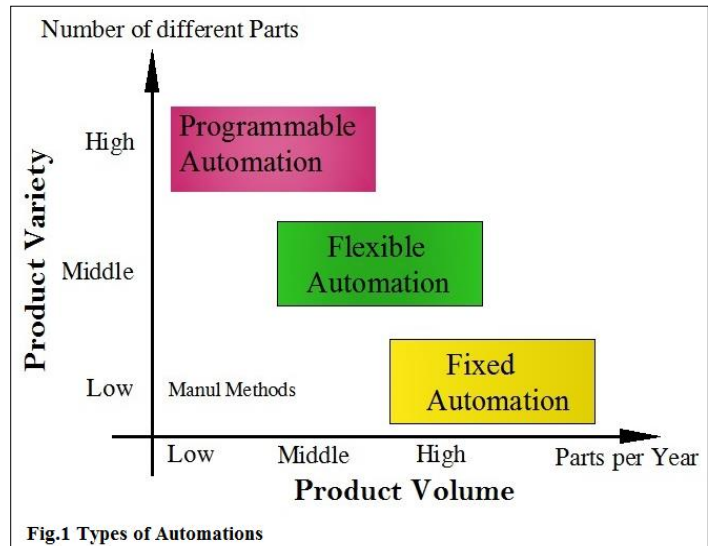 Number of different Parts
Product Variety
High
Programmable
Automation
Middle
Flexible
Automation
Low
Manul Methods
Fixed
Automation
Low
Middle
High
Parts per Year
Product Volume
Fig.1 Types of Automations